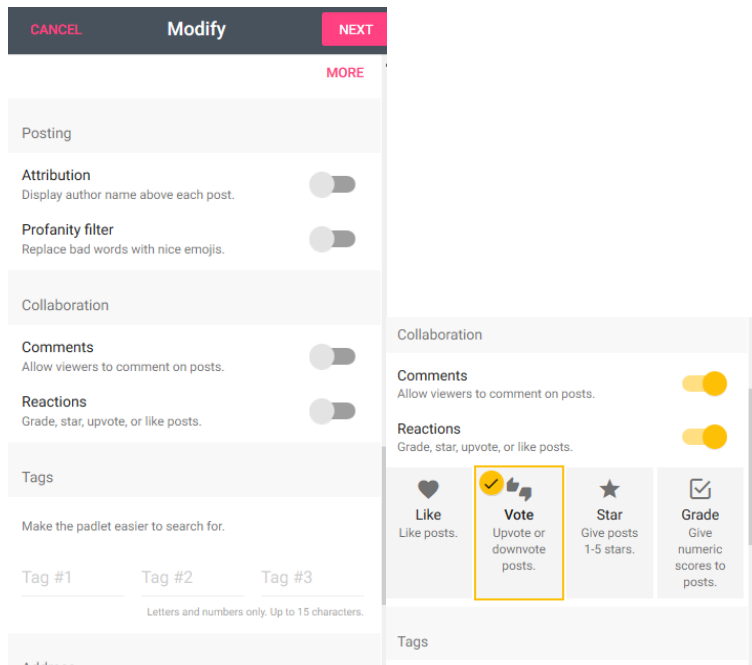 CANCEL Modify NEXT
MORE
Posting
Attribution
Display author name above each post.
Profanity filter
Replace bad words with nice emojis.
Collaboration
Comments
Allow viewers to comment on posts.
Reactions
Grade, star, upvote, or like posts.
Tags
Make the padlet easier to search for.
Tag #1 Tag #2 Tag #3
Letters and numbers only. Up to 15 characters.
Collaboration
Comments
Allow viewers to comment on posts.
Reactions
Grade, star, upvote, or like posts.
Like
Like posts.
Vote
Upvote or
downvote
posts.
Star
Give posts
1-5 stars.
Grade
Give
numeric
scores to
posts.
Tags